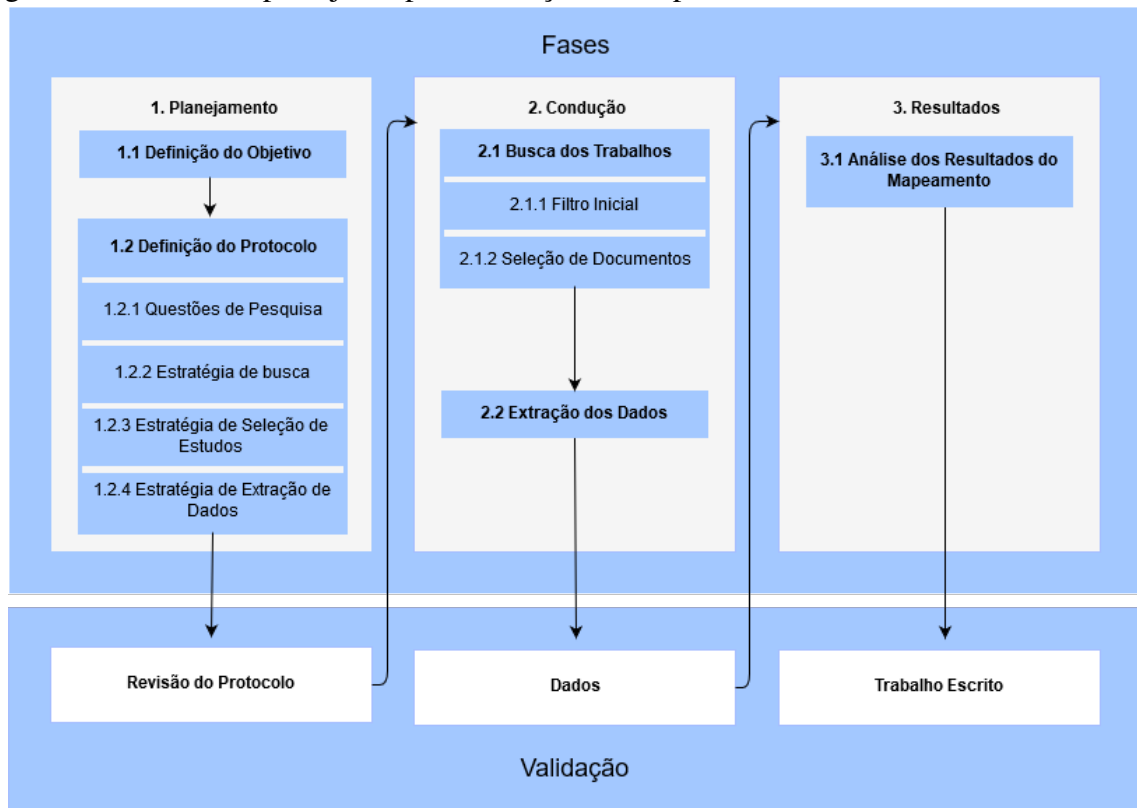 Fases
1. Planejamento
1.1 Definição do Objetivo
1.2 Definição do Protocolo
1.2.1 Questões de Pesquisa
1.2.2 Estratégia de busca
1.2.3 Estratégia de Seleção de
Estudos
1.2.4 Estratégia de Extração de
Dados
2. Condução
2.1 Busca dos Trabalhos
2.1.1 Filtro Inicial
2.1.2 Seleção de Documentos
2.2 Extração dos Dados
3. Resultados
3.1 Análise dos Resultados do
Mapeamento
Revisão do Protocolo
Dados
Trabalho Escrito
Validação